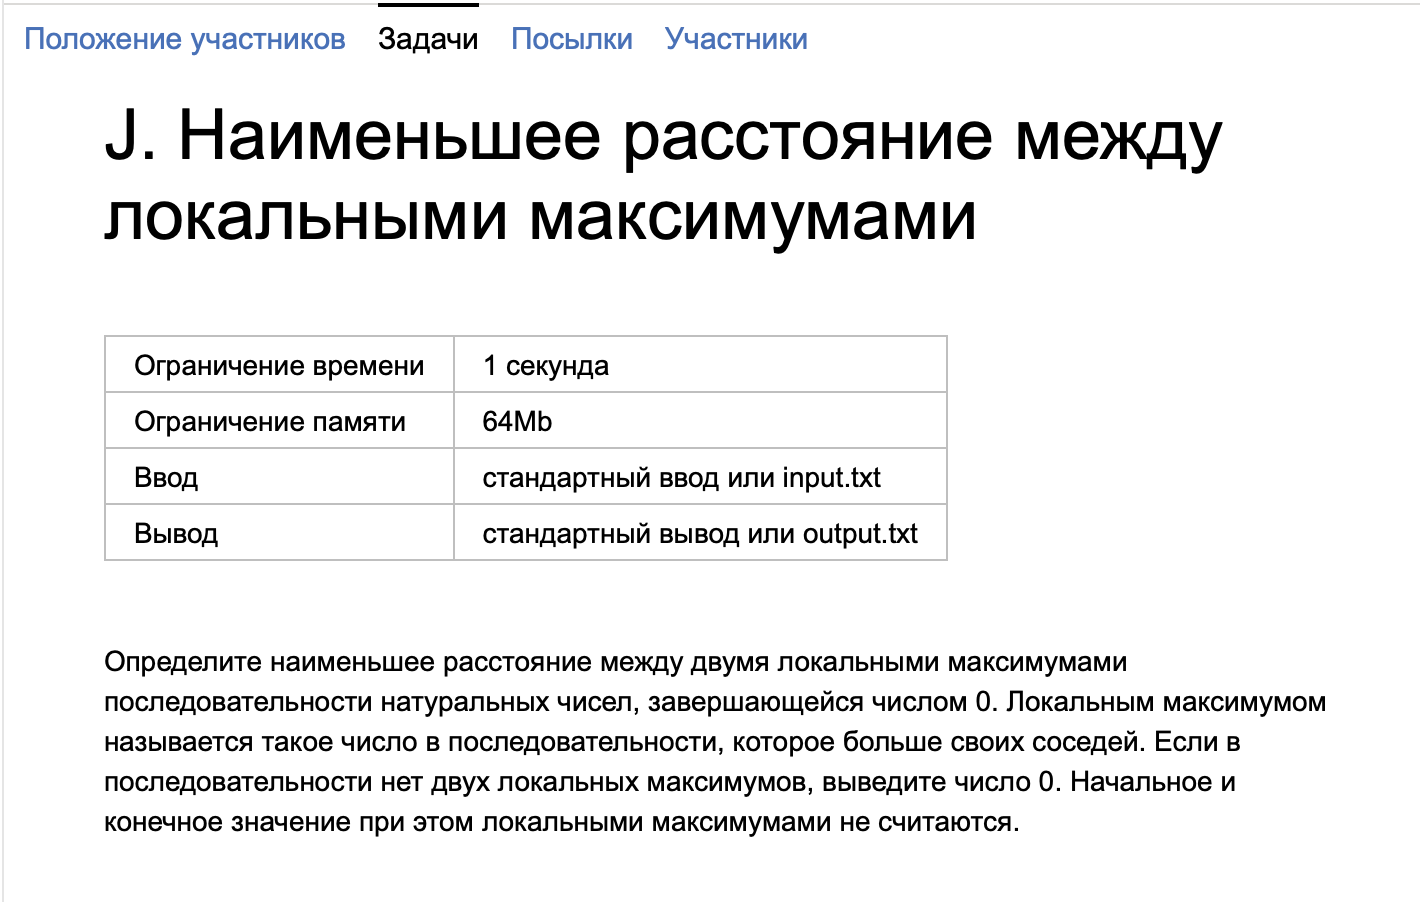 Положение участников Задачи Посылки Участники
J. Наименьшее расстояние между
локальными максимумами
Ограничение времени 1 секунда
Ограничение памяти 64Mb
Ввод стандартный ввод или input.txt
Вывод стандартный вывод или output.txt
Определите наименьшее расстояние между двумя локальными максимумами
последовательности натуральных чисел, завершающейся числом 0. Локальным максимумом
называется такое число в последовательности, которое больше своих соседей. Если в
последовательности нет двух локальных максимумов, выведите число 0. Начальное и
конечное значение при этом локальными максимумами не считаются.